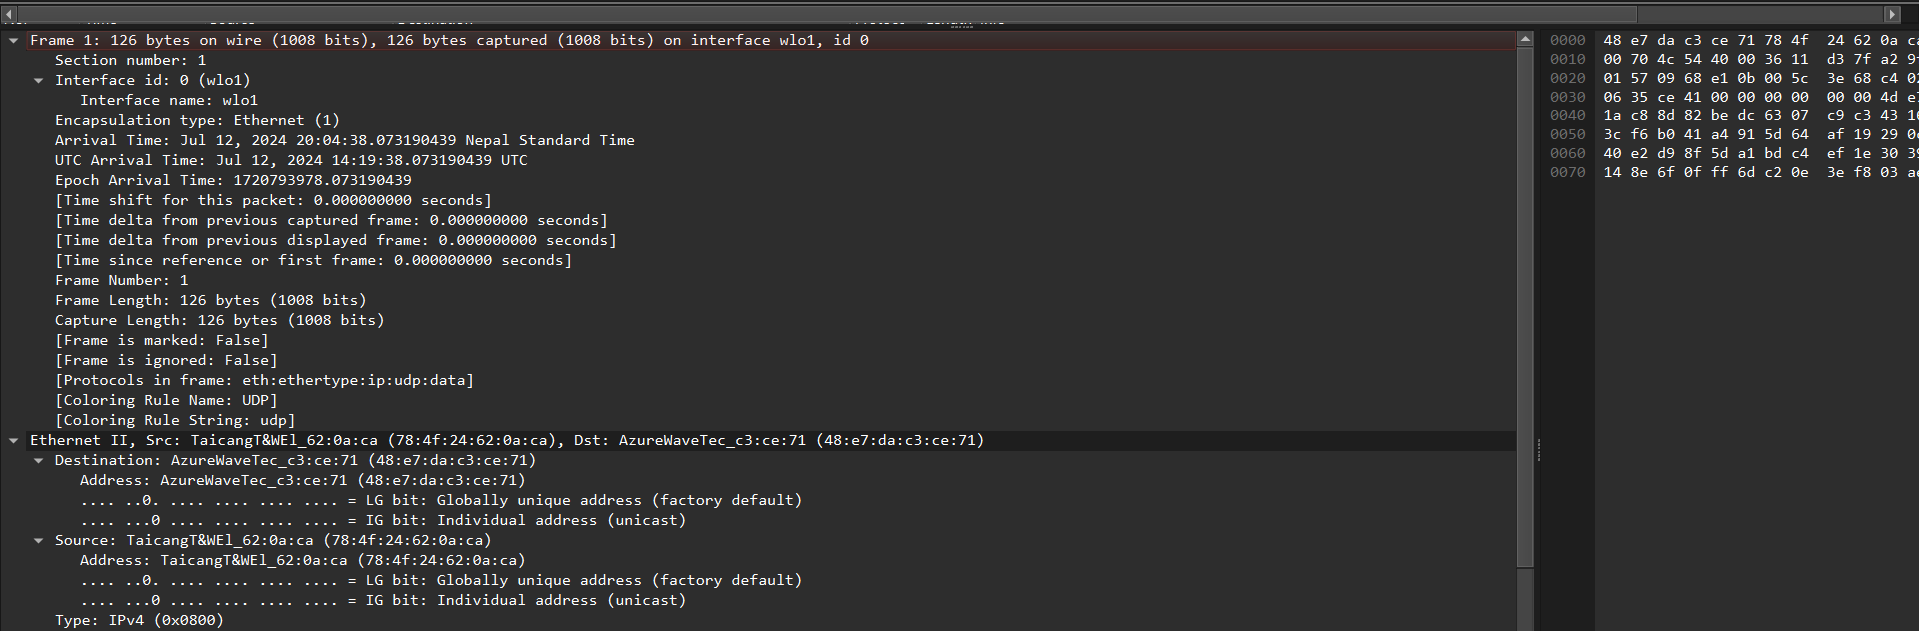 Frame 1: 126 bytes on wire (1008 bits), 126 bytes captured (1008 bits) on interface wlo1, id 0
Section number: 1
Interface id: 0 (wlo1)
Interface name: wlo1
Encapsulation type: Ethernet (1)
Arrival Time: Jul 12, 2024 20:04:38.073190439 Nepal Standard Time
UTC Arrival Time: Jul 12, 2024 14:19:38.073190439 UTC
Epoch Arrival Time: 1720793978.073190439
[Time shift for this packet: 0.000000000 seconds]
[Time delta from previous captured frame: 0.000000000 seconds]
[Time delta from previous displayed frame: 0.000000000 seconds]
[Time since reference or first frame: 0.000000000 seconds]
Frame Number: 1
Frame Length: 126 bytes (1008 bits)
Capture Length: 126 bytes (1008 bits)
[Frame is marked: False]
[Frame is ignored: False]
[Protocols in frame: eth:ethertype:ip:udp:data]
[Coloring Rule Name: UDP]
[Coloring Rule String: udp]
Ethernet II, Src: TaicangT&WEl_62:0a:ca (78:4f:24:62:0a:ca), Dst: AzureWaveTec_c3:ce:71 (48:e7:da:c3:ce:71)
Destination: AzureWaveTec_c3:ce:71 (48:e7:da:c3:ce:71)
Address: AzureWaveTec_c3:ce:71 (48:e7:da:c3:ce:71)
.... ..0. .... .... .... .... = LG bit: Globally unique address (factory default)
.... ...0 .... .... .... .... = IG bit: Individual address (unicast)
Source: TaicangT&WEl_62:0a:ca (78:4f:24:62:0a:ca)
Address: TaicangT&WEl_62:0a:ca (78:4f:24:62:0a:ca)
.... ..0. .... .... .... .... = LG bit: Globally unique address (factory default)
.... ...0 .... .... .... .... = IG bit: Individual address (unicast)
Type: IPv4 (0x0800)
0000 48 e7 da c3 ce 71 78 4f 24 62 0a
0010 00 70 4c 54 40 00 36 11 d3 7f a2
0020 01 57 09 68 e1 0b 00 5c 3e 68 c4
0030 06 35 ce 41 00 00 00 00 00 00 4d
0040 1a c8 8d 82 be dc 63 07 c9 c3 43
0050 3c f6 b0 41 a4 91 5d 64 af 19 29
0060 40 e2 d9 8f 5d a1 bd c4 ef 1e 30
0070 14 8e 6f 0f ff 6d c2 0e 3e f8 03